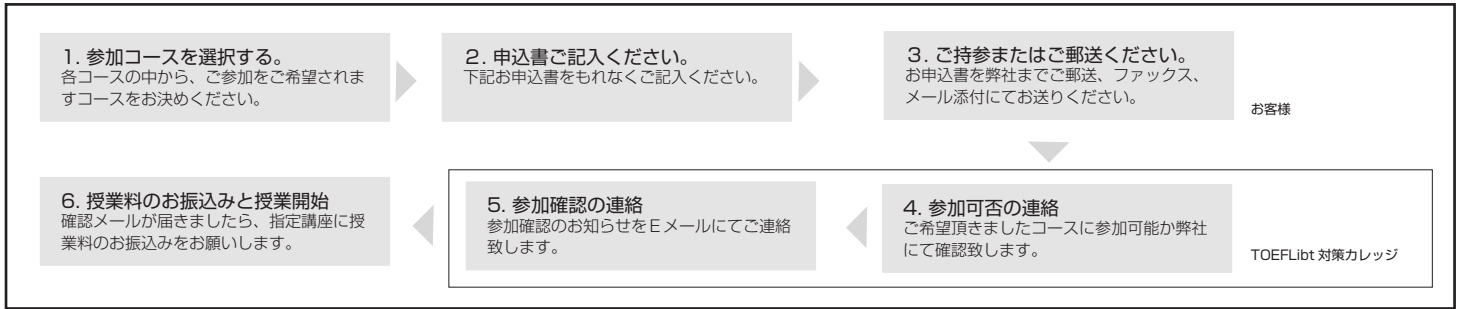 1. 参加コースを選択する。
各コースの中から、ご参加をご希望されま
すコースをお決めください。
2. 申込書ご記入ください。
下記お申込書をもれなくご記入ください。
3. ご持参またはご郵送ください。
お申込書を弊社までご郵送、ファックス、
メール添付にてお送りください。
お客様
4. 参加可否の連絡
ご希望頂きましたコースに参加可能か弊社
にて確認致します。
TOEFLibt 対策カレッジ
5. 参加確認の連絡
参加確認のお知らせをEメールにてご連絡
致します。
6. 授業料のお振込みと授業開始
確認メールが届きましたら、指定講座に授
業料のお振込みをお願いします。